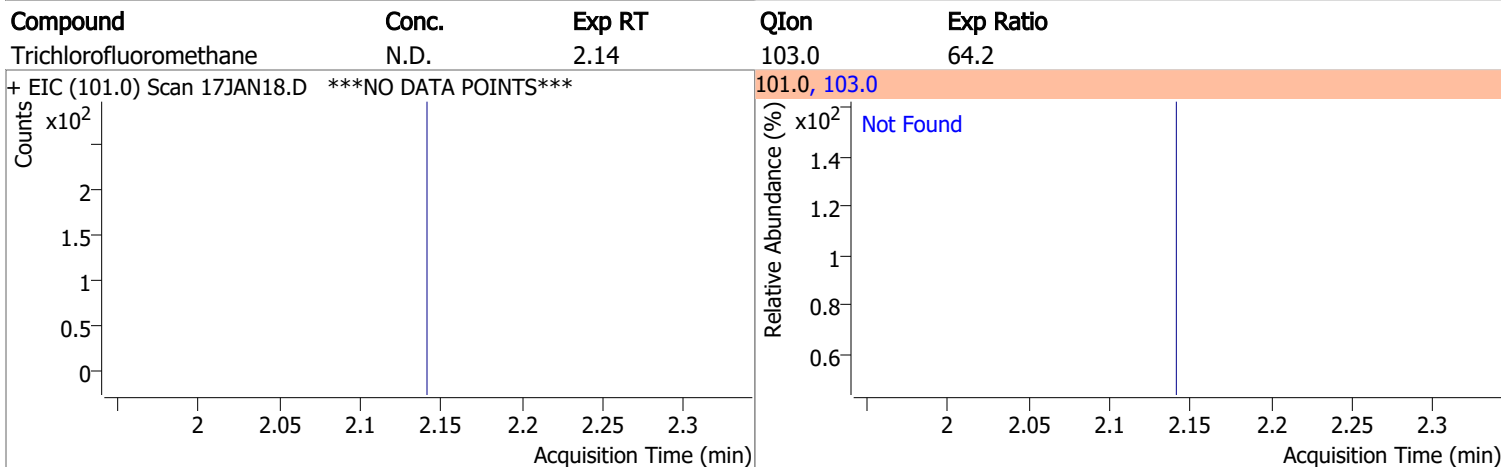 Compound Conc. Exp RT QIon Exp Ratio
Trichlorofluoromethane N.D. 2.14 103.0 64.2
+ EIC (101.0) Scan 17JAN18.D ***NO DATA POINTS***
Counts
x10²
2
1.5
1
0.5
0
2 2.05 2.1 2.15 2.2 2.25 2.3
Acquisition Time (min)
101.0, 103.0
Relative Abundance (%)
x10²
Not Found
1.4
1.2
1
0.8
0.6
2 2.05 2.1 2.15 2.2 2.25 2.3
Acquisition Time (min)